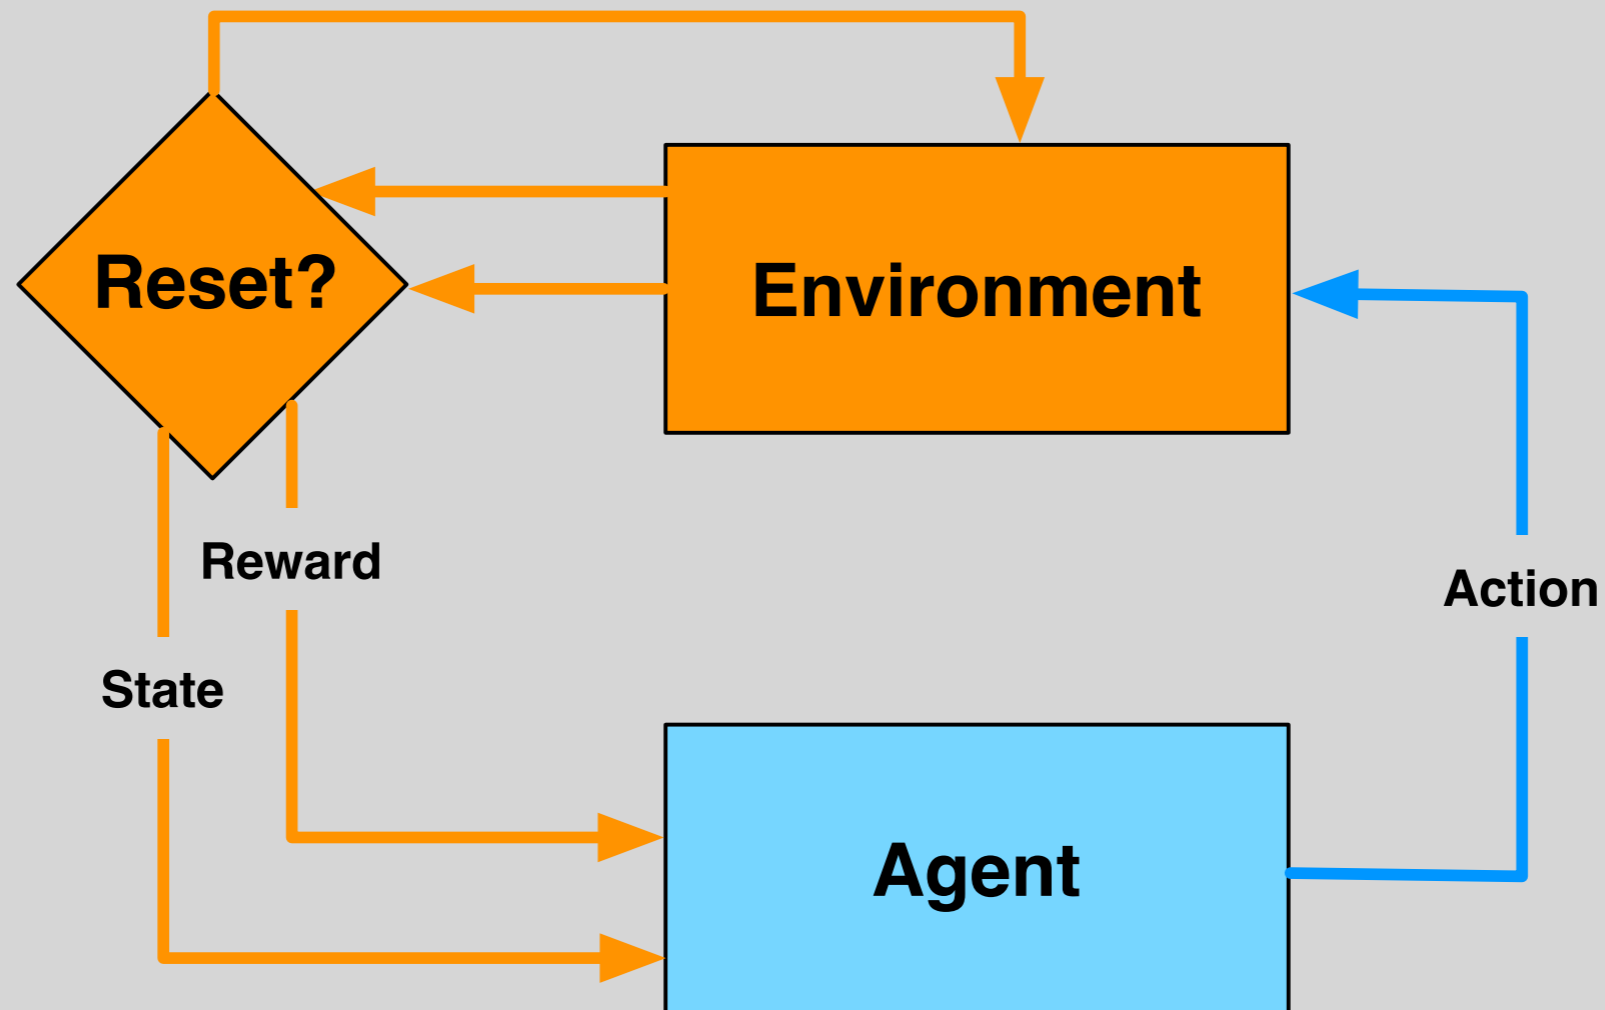 Reset?
Environment
Reward
Action
State
Agent